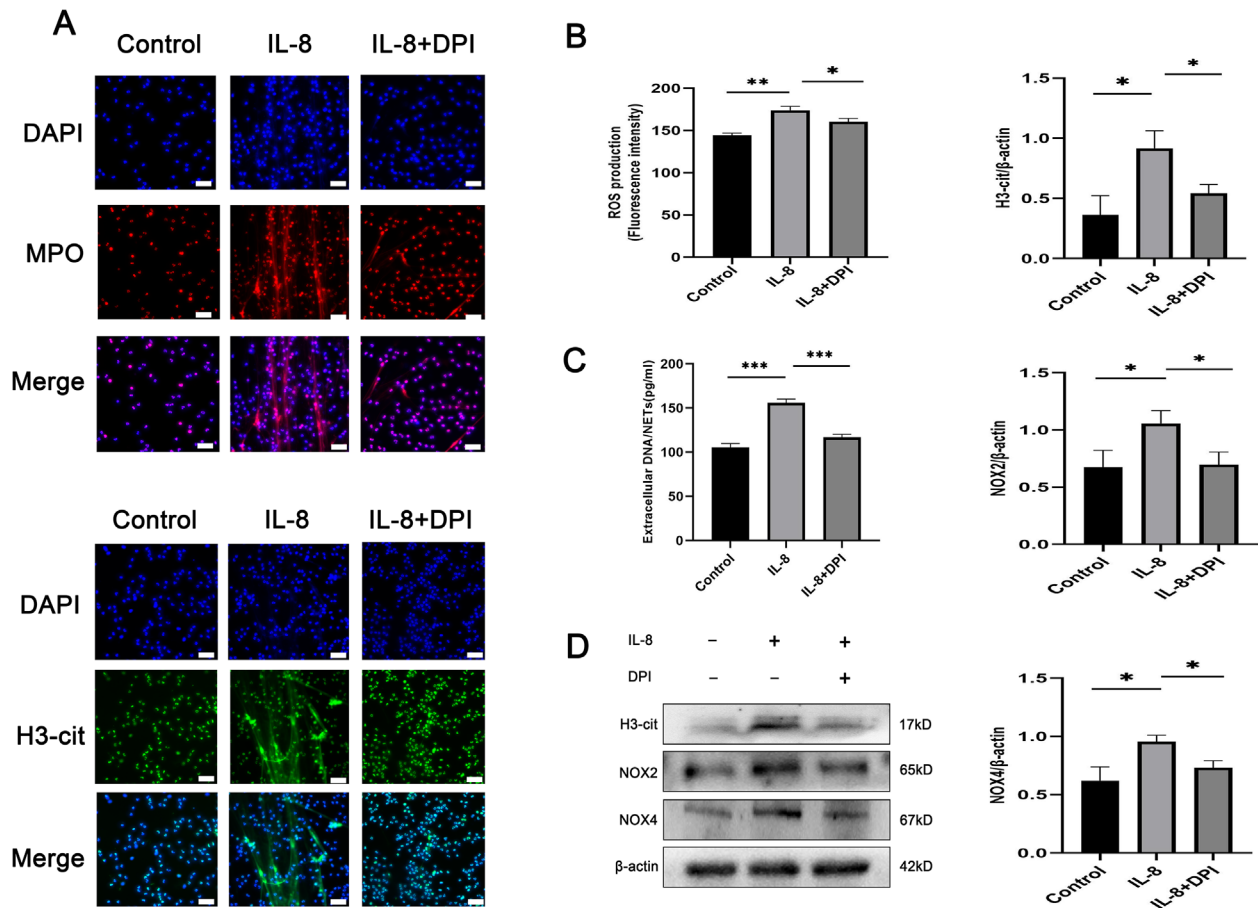 A
Control IL-8 IL-8+DPI
DAPI
MPO
Merge
Control IL-8 IL-8+DPI
DAPI
H3-cit
Merge
B
ROS production
(Fluorescence intensity)
200
150
100
50
0
** *
Control IL-8 IL-8+DPI
H3-cit/β-actin
1.5
1.0
0.5
0.0
* *
Control IL-8 IL-8+DPI
C
Extracellular DNA/NETs(pg/ml)
200
150
100
50
0
*** ***
Control IL-8 IL-8+DPI
NOX2/β-actin
1.5
1.0
0.5
0.0
* *
Control IL-8 IL-8+DPI
D
IL-8 – + +
DPI – – +
H3-cit 17kD
NOX2 65kD
NOX4 67kD
β-actin 42kD
NOX4/β-actin
1.5
1.0
0.5
0.0
* *
Control IL-8 IL-8+DPI